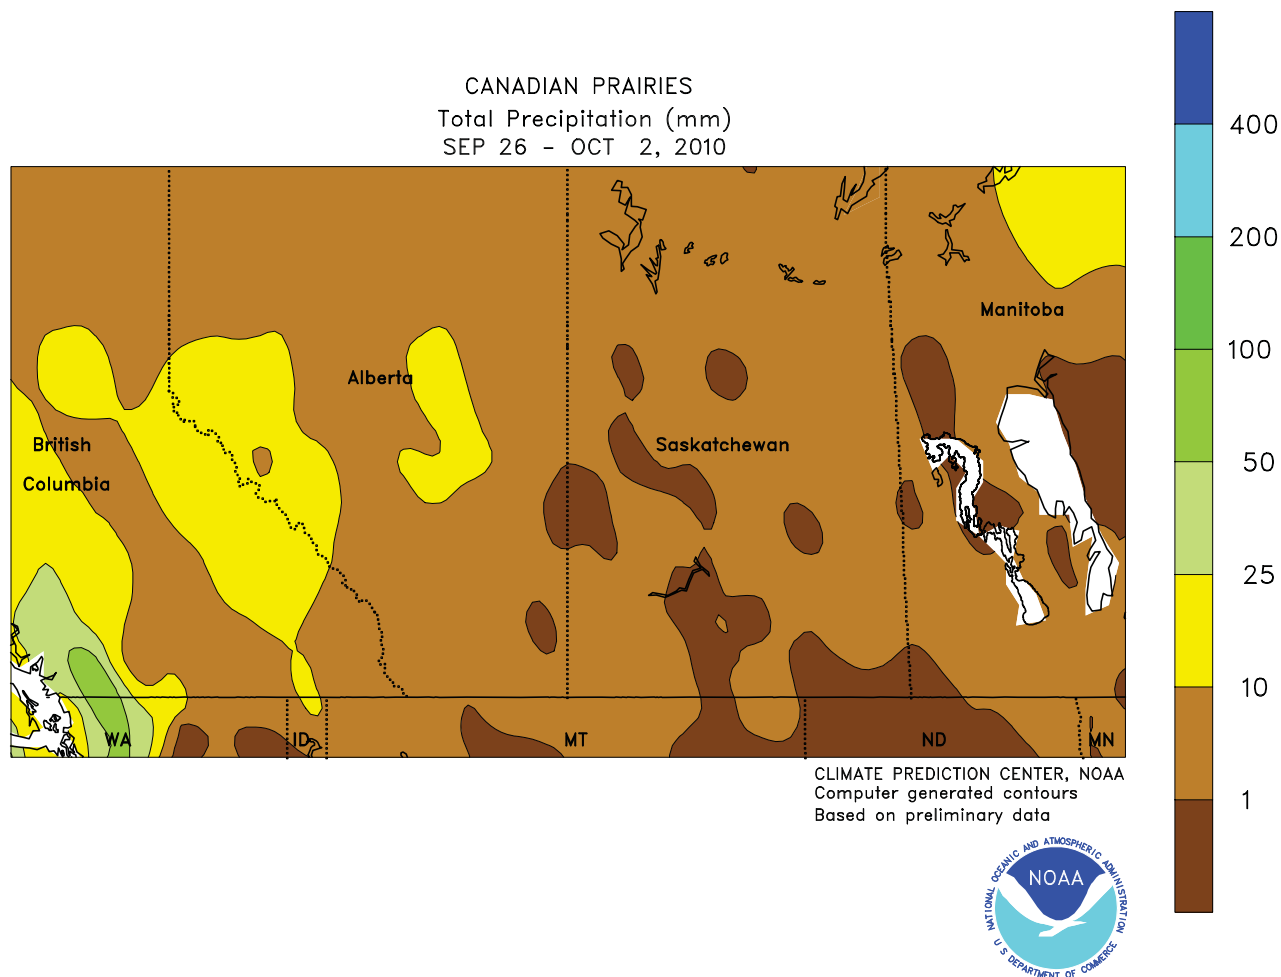 CANADIAN PRAIRIES
Total Precipitation (mm)
SEP 26 - OCT 2, 2010
400
200
100
50
25
10
1
Manitoba
Alberta
British
Columbia
Saskatchewan
WA
ID
MT
ND
MN
CLIMATE PREDICTION CENTER, NOAA
Computer generated contours
Based on preliminary data
NATIONAL OCEANIC AND ATMOSPHERIC ADMINISTRATION
NOAA
U S DEPARTMENT OF COMMERCE